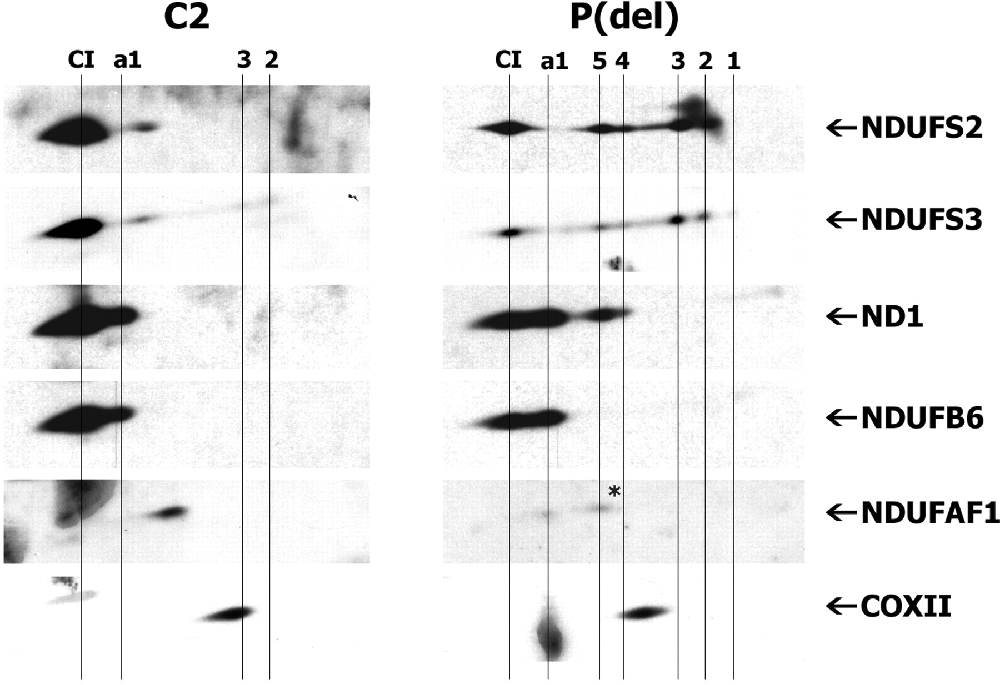 C2 P(del)
CI a1 3 2 CI a1 5 4 3 2 1
←NDUFS2
←NDUFS3
←ND1
←NDUFB6
*
←NDUFAF1
←COXII